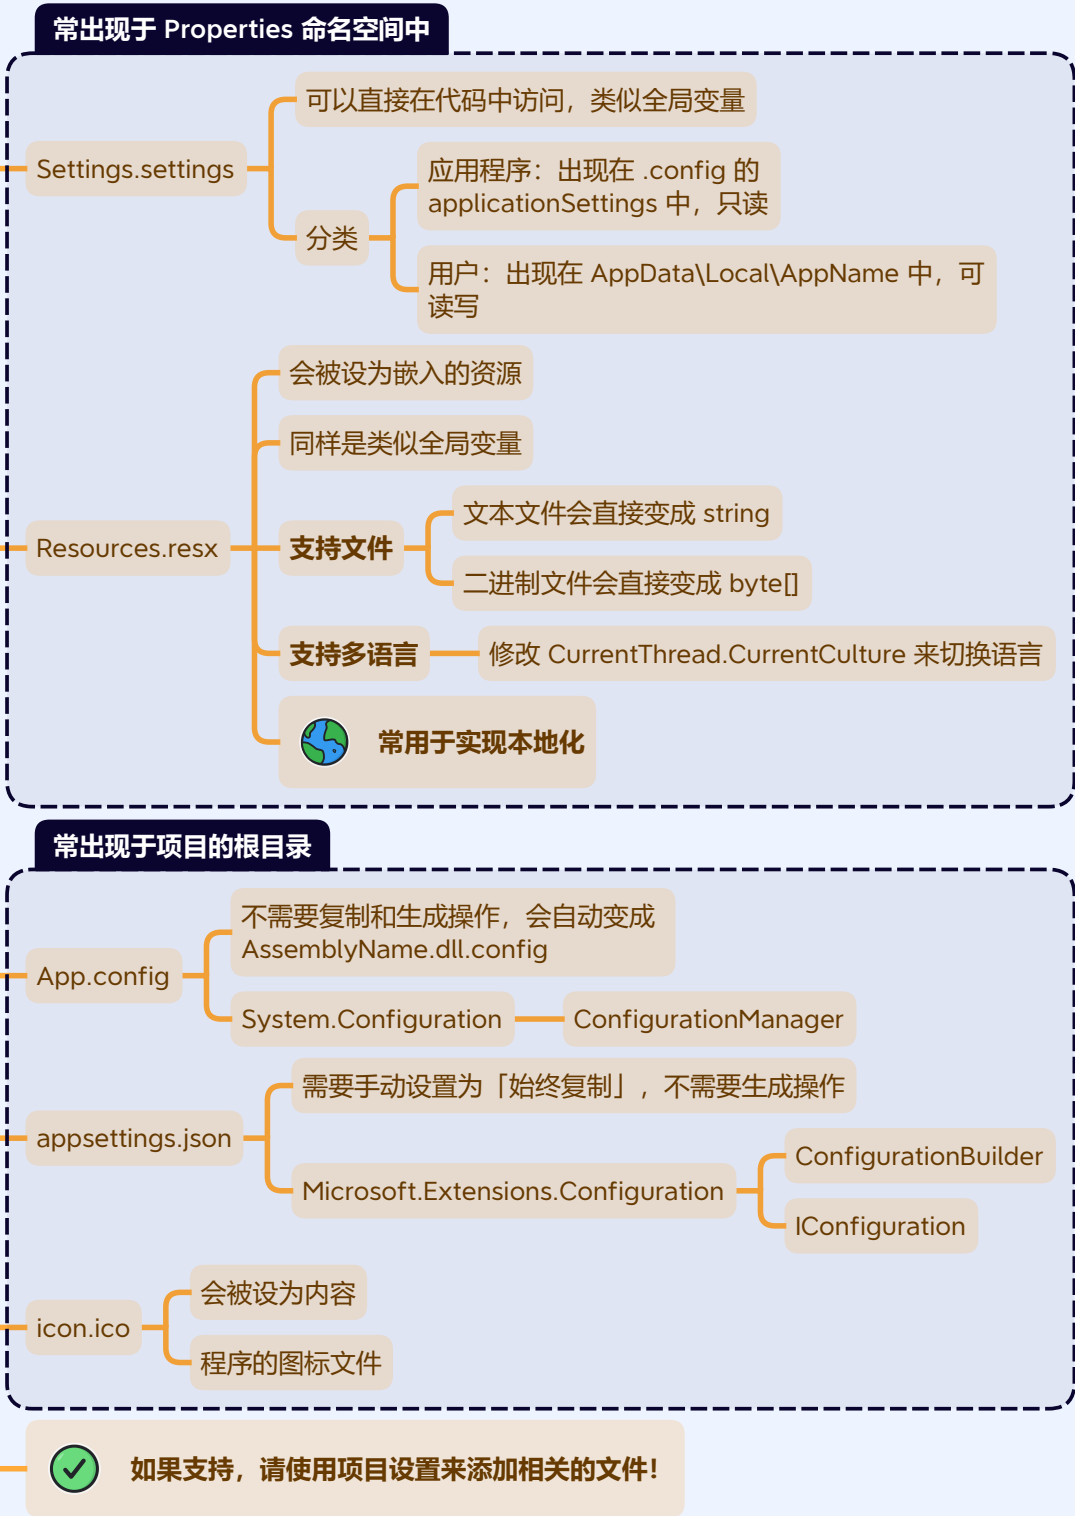 常出现于 Properties 命名空间中
Settings.settings
可以直接在代码中访问，类似全局变量
分类
应用程序：出现在 .config 的
applicationSettings 中，只读
用户：出现在 AppData\Local\AppName 中，可
读写
Resources.resx
会被设为嵌入的资源
同样是类似全局变量
支持文件
文本文件会直接变成 string
二进制文件会直接变成 byte[]
支持多语言
修改 CurrentThread.CurrentCulture 来切换语言
常用于实现本地化
常出现于项目的根目录
App.config
不需要复制和生成操作，会自动变成
AssemblyName.dll.config
System.Configuration
ConfigurationManager
appsettings.json
需要手动设置为「始终复制」，不需要生成操作
Microsoft.Extensions.Configuration
ConfigurationBuilder
IConfiguration
icon.ico
会被设为内容
程序的图标文件
如果支持，请使用项目设置来添加相关的文件！